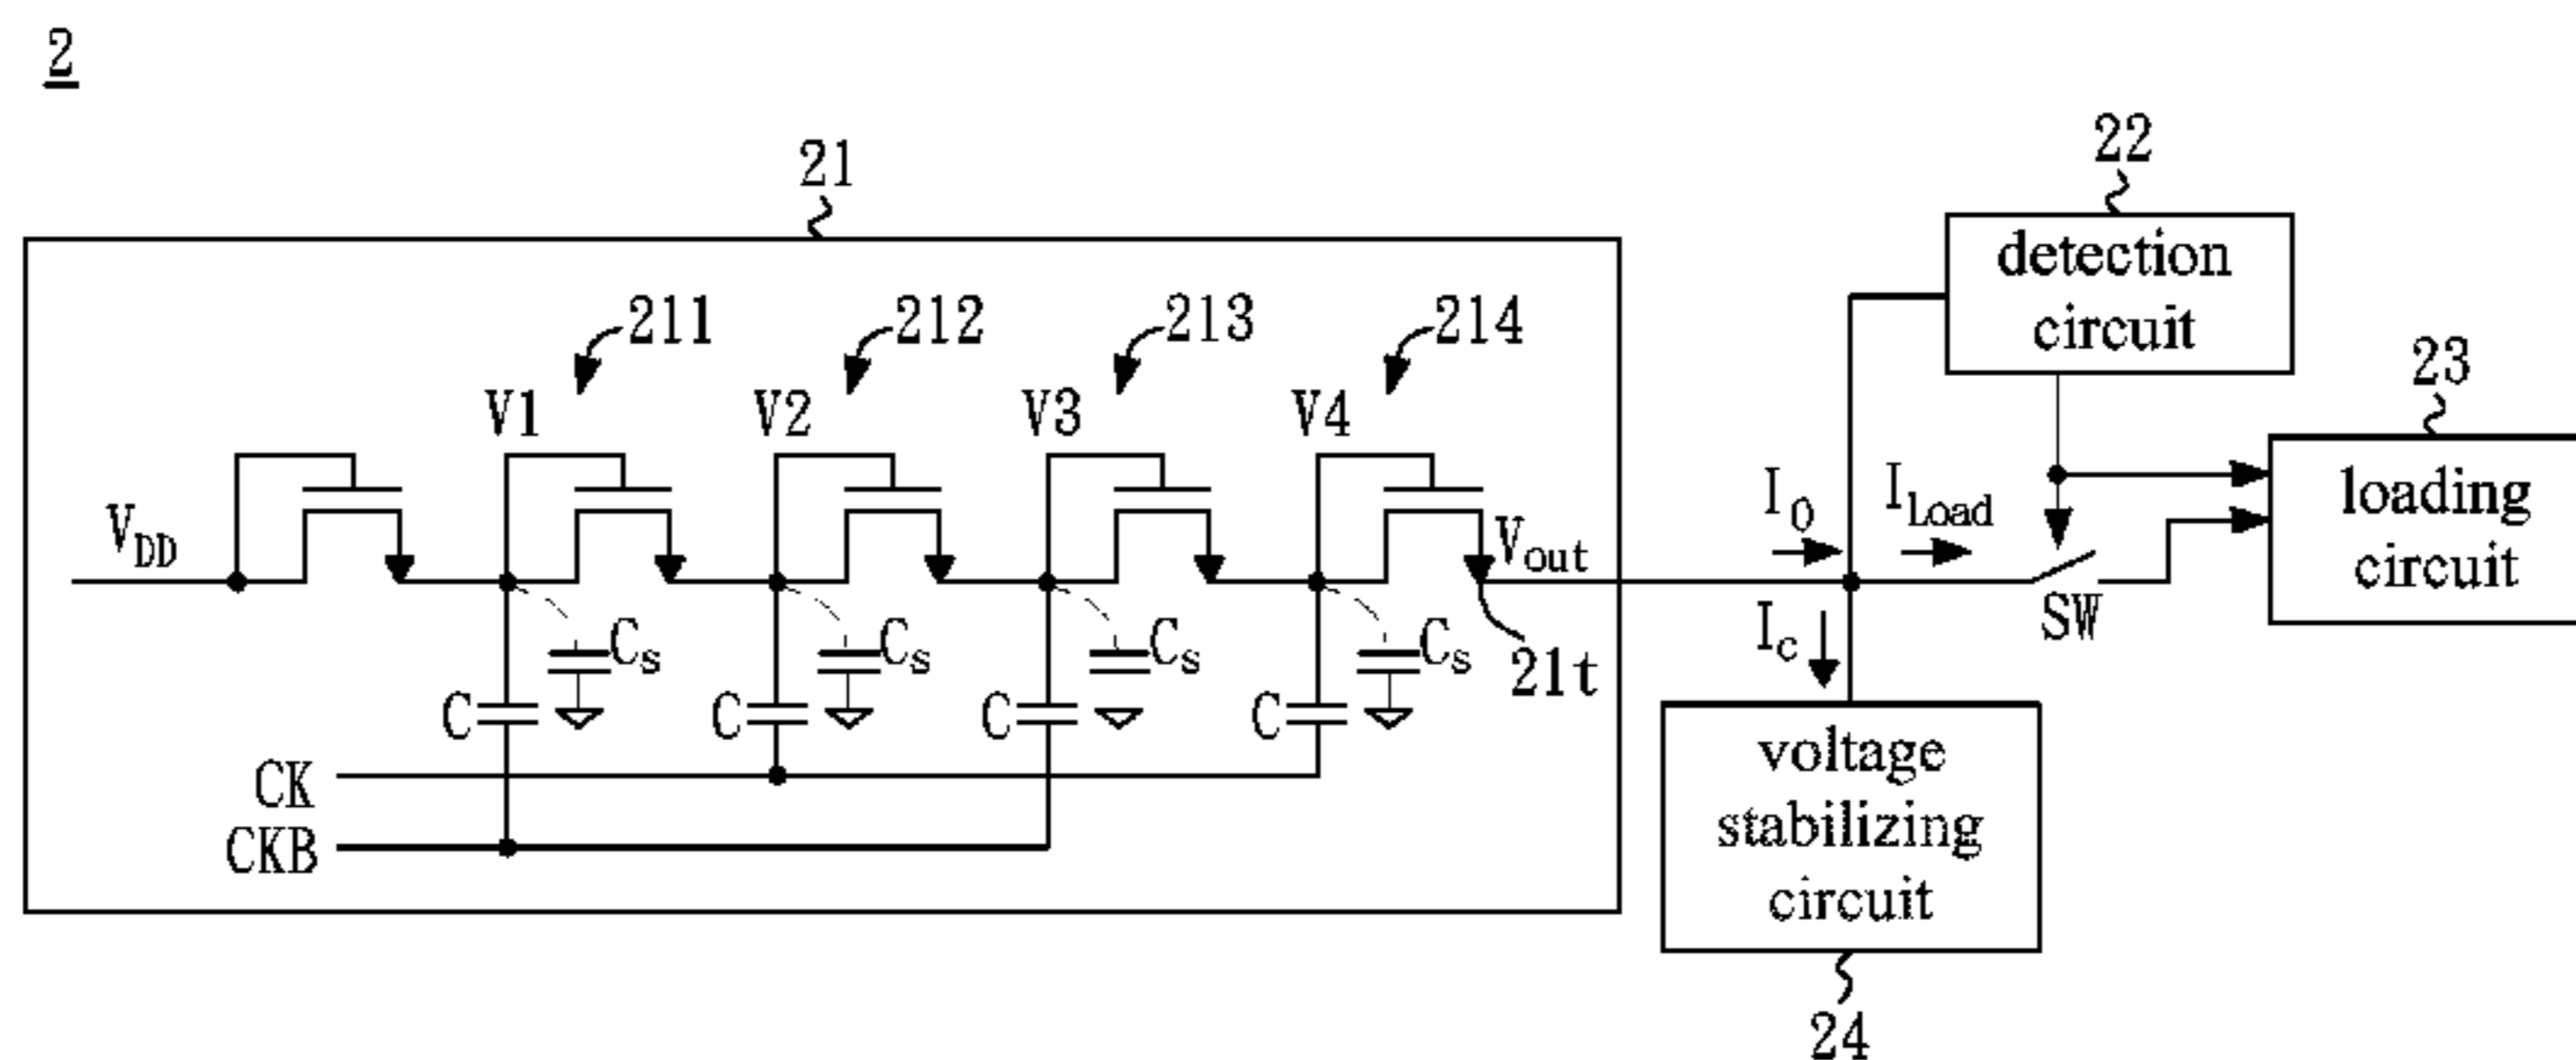 2
21
22
detection
circuit
211
212
213
214
23
V1
V2
V3
V4
loading
circuit
VDD
Vout
IO
ILoad
SW
Ic
21t
Cs
Cs
Cs
Cs
C
C
C
C
CK
CKB
voltage
stabilizing
circuit
24